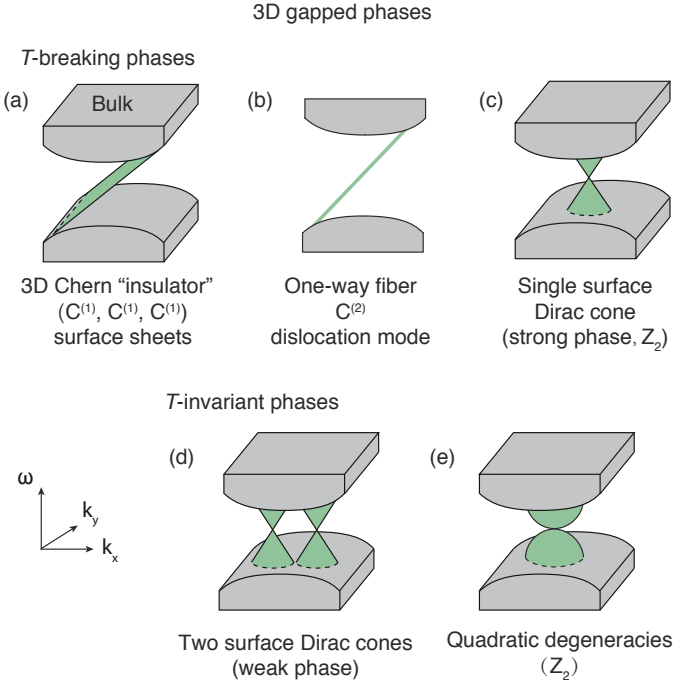 3D gapped phases
T-breaking phases
(a)
Bulk
(b)
(c)
3D Chern “insulator”
(C⁽¹⁾, C⁽¹⁾, C⁽¹⁾)
surface sheets
One-way fiber
C⁽²⁾
dislocation mode
Single surface
Dirac cone
(strong phase, Z₂)
T-invariant phases
(d)
(e)
ω
k_y
k_x
Two surface Dirac cones
(weak phase)
Quadratic degeneracies
(Z₂)